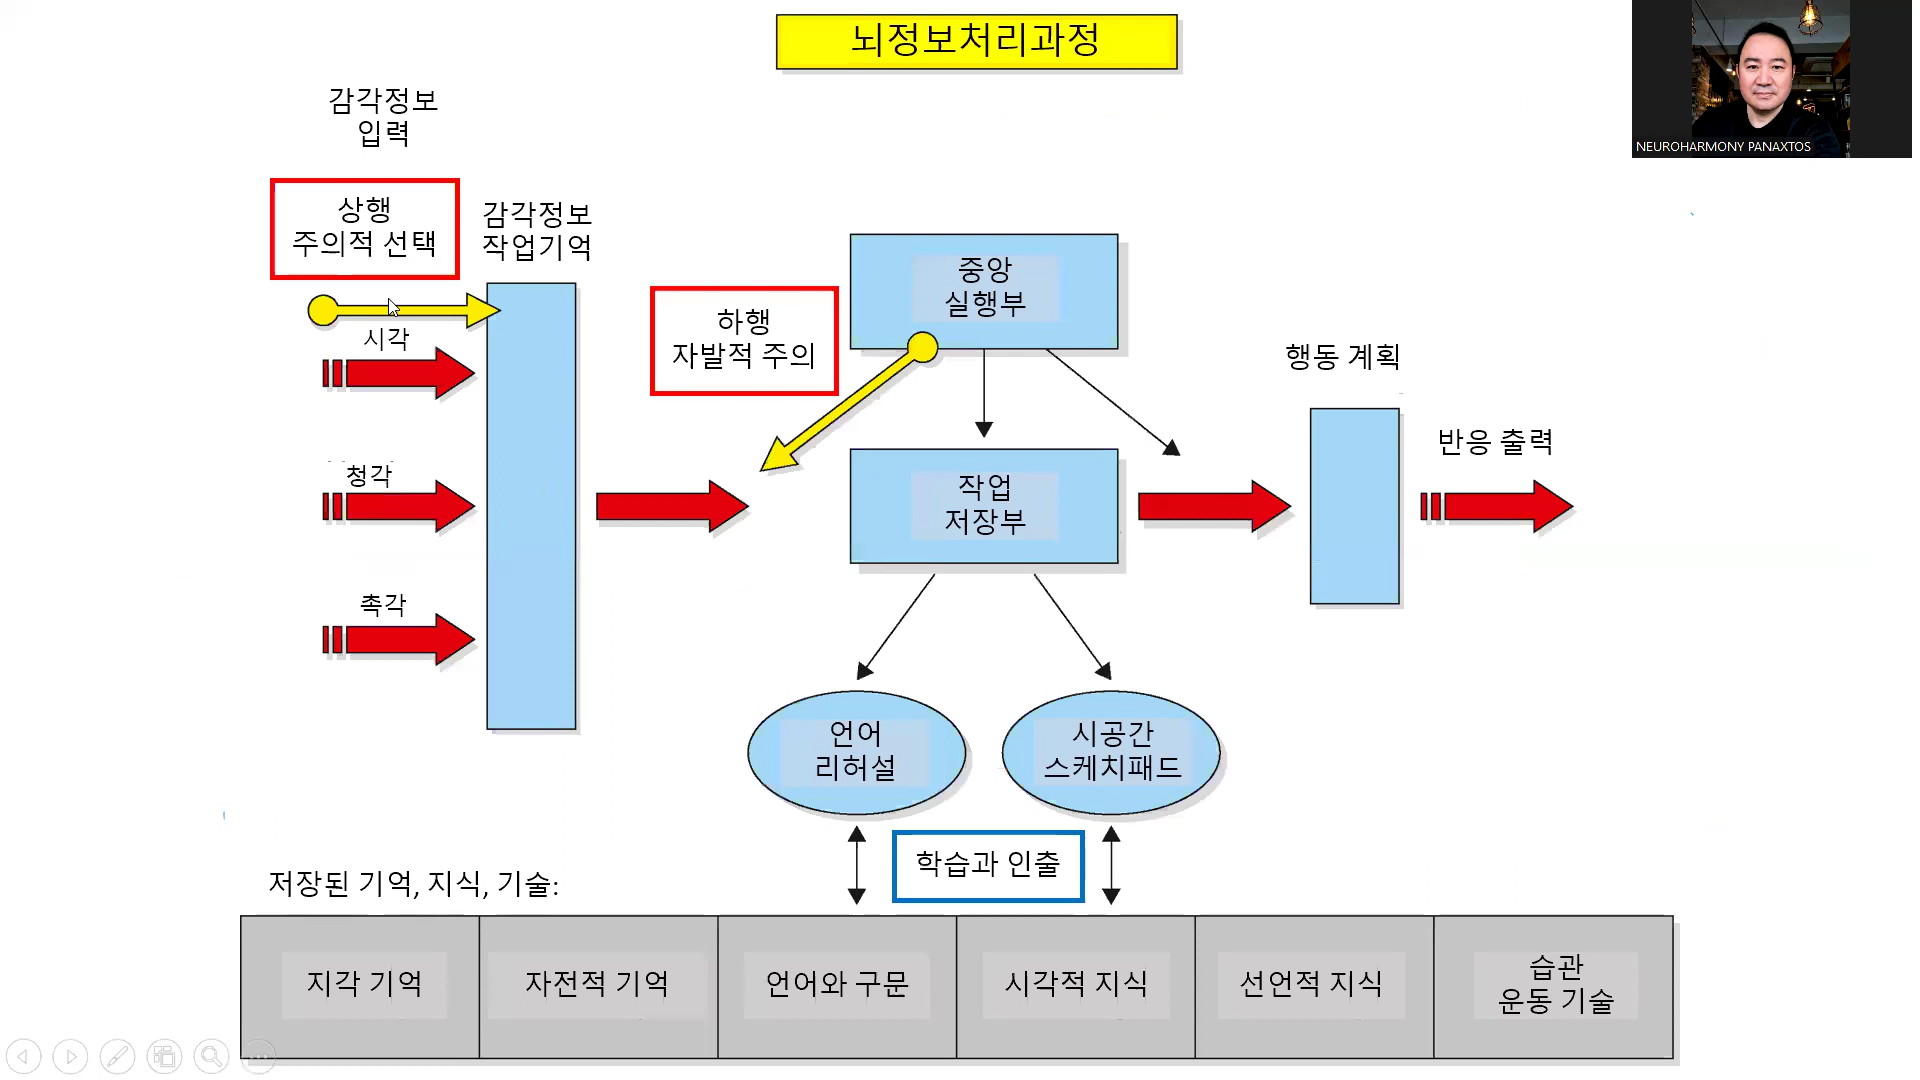 뇌정보처리과정
NEUROHARMONY PANAXTOS
감각정보
입력
상행
주의적 선택
감각정보
작업기억
시각
청각
촉각
하행
자발적 주의
중앙
실행부
작업
저장부
행동 계획
반응 출력
언어
리허설
시공간
스케치패드
학습과 인출
저장된 기억, 지식, 기술:
지각 기억
자전적 기억
언어와 구문
시각적 지식
선언적 지식
습관
운동 기술